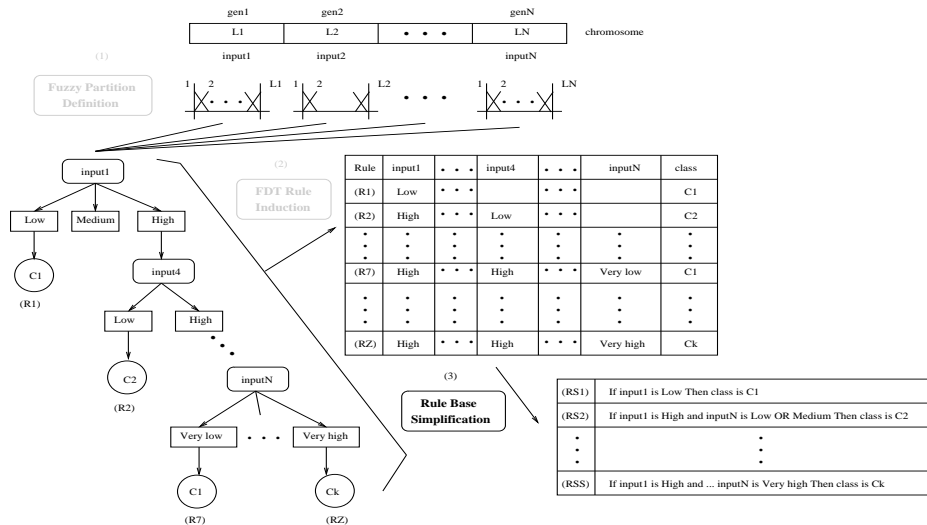 gen1 gen2 genN
L1 L2 • • • LN chromosome
(1) input1 input2 inputN
Fuzzy Partition
Definition
1 2 • • • L1 1 2 L2 • • • 1 2 • • • LN
(2)
FDT Rule
Induction
input1
Low Medium High
C1
(R1)
input4
Low High
C2
(R2)
• • •
inputN
Very low • • • Very high
C1 Ck
(R7) (RZ)
Rule input1 • • • input4 • • • inputN class
(R1) Low • • • • • • C1
(R2) High • • • Low • • • C2
(R7) High • • • High • • • Very low C1
(RZ) High • • • High • • • Very high Ck
(3)
Rule Base
Simplification
(RS1) If input1 is Low Then class is C1
(RS2) If input1 is High and inputN is Low OR Medium Then class is C2
(RSS) If input1 is High and ... inputN is Very high Then class is Ck